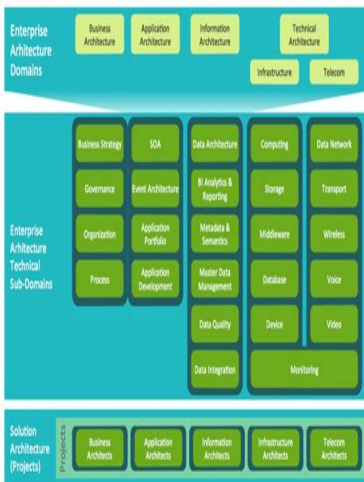 Enterprise
Arhitecture
Domains
Business
Architecture
Application
Architecture
Information
Architecture
Technical
Architecture
Infrastructure
Telecom
Enterprise
Arhitecture
Technical
Sub-Domains
Business Strategy
Governance
Organization
Process
SOA
Event Architecture
Application
Portfolio
Application
Development
Data Architecture
BI Analytics &
Reporting
Metadata &
Semantics
Master Data
Management
Data Quality
Data Integration
Computing
Storage
Middleware
Database
Device
Data Network
Transport
Wireless
Voice
Video
Monitoring
Solution
Architecture
(Projects)
Projects
Business
Architects
Application
Architects
Information
Architects
Infrastructure
Architects
Telecom
Architects